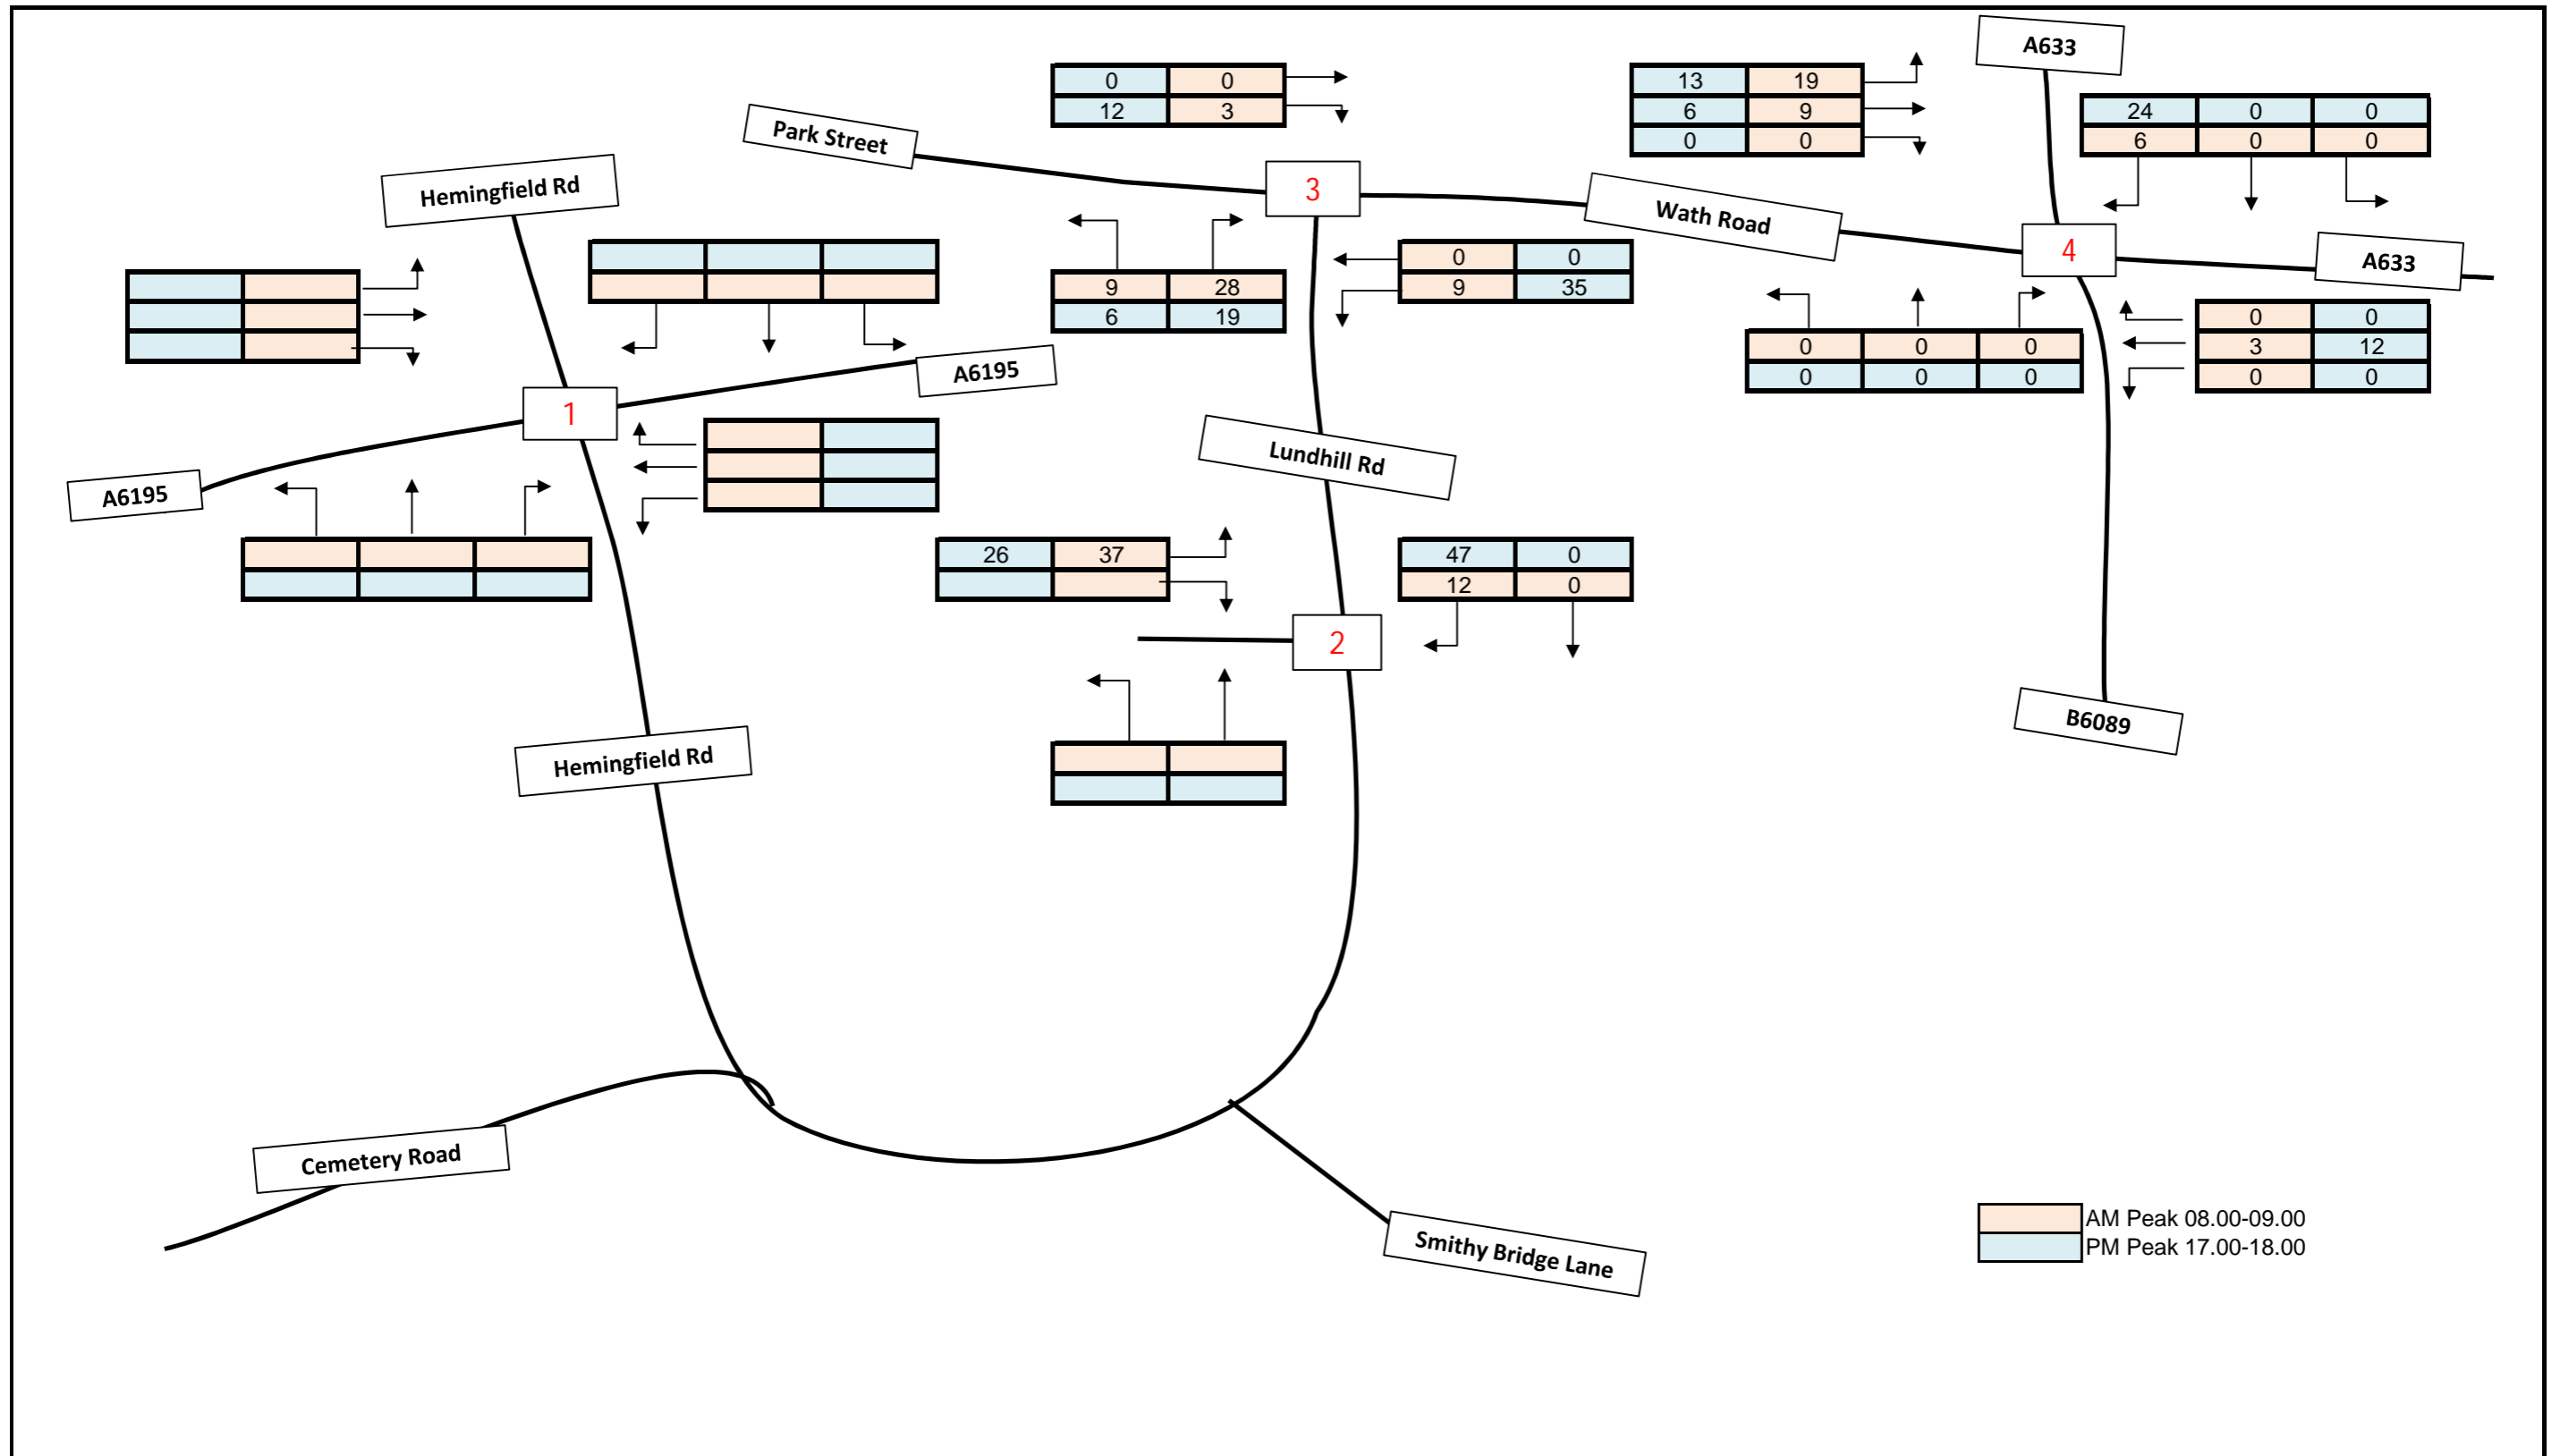 A633
0 0
12 3
13 19
6 9
0 0
24 0 0
6 0 0
Park Street
Hemingfield Rd
3
Wath Road
4
A633
9 28
6 19
0 0
9 35
0 0 0
0 0 0
0 0
3 12
0 0
A6195
1
A6195
Lundhill Rd
26 37
47 0
12 0
2
B6089
Hemingfield Rd
Cemetery Road
Smithy Bridge Lane
AM Peak 08.00-09.00
PM Peak 17.00-18.00